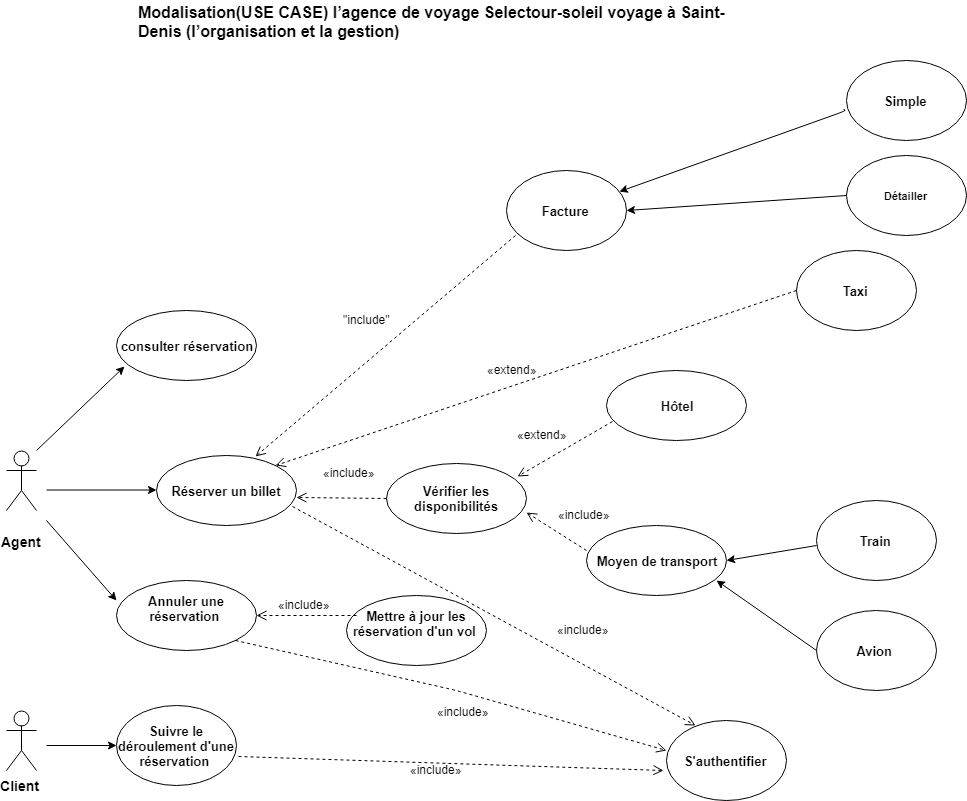 Modalisation(USE CASE) l’agence de voyage Selectour-soleil voyage à Saint-
Denis (l’organisation et la gestion)
Simple
Détailler
Facture
Taxi
"include"
consulter réservation
«extend»
Hôtel
«extend»
«include»
Réserver un billet
Vérifier les
disponibilités
«include»
Agent
Moyen de transport
Train
Annuler une
réservation
«include»
Mettre à jour les
réservation d'un vol
«include»
Avion
«include»
Suivre le
déroulement d'une
réservation
«include»
S'authentifier
Client